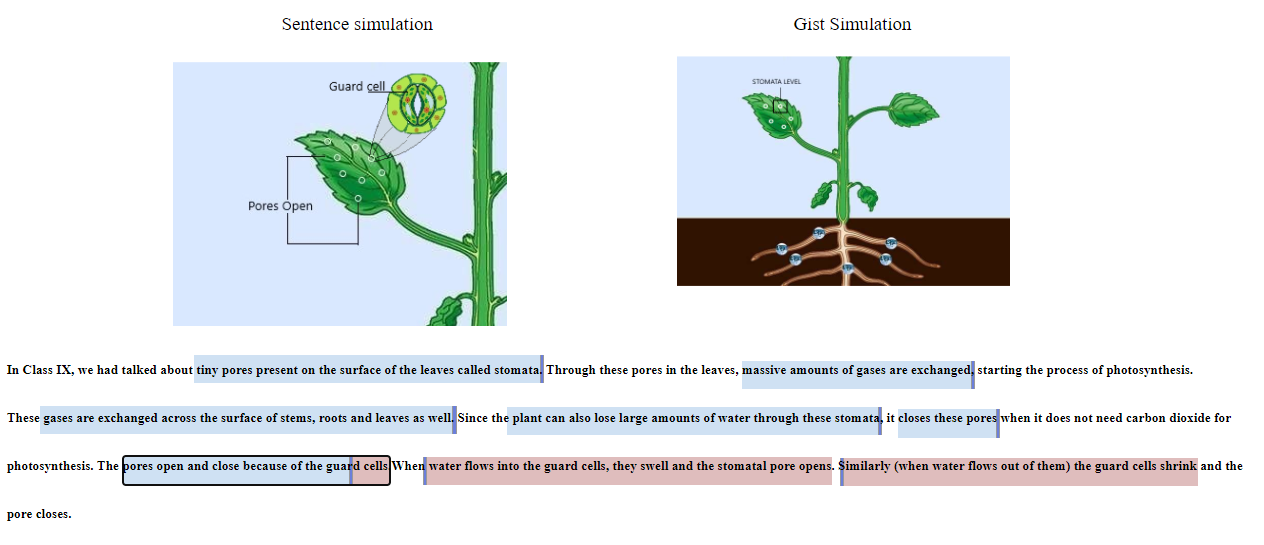 Sentence simulation
Gist Simulation
Guard cell
Pores Open
STOMATA LEVEL
In Class IX, we had talked about tiny pores present on the surface of the leaves called stomata. Through these pores in the leaves, massive amounts of gases are exchanged, starting the process of photosynthesis.
These gases are exchanged across the surface of stems, roots and leaves as well. Since the plant can also lose large amounts of water through these stomata, it closes these pores when it does not need carbon dioxide for
photosynthesis. The pores open and close because of the guard cells When water flows into the guard cells, they swell and the stomatal pore opens. Similarly (when water flows out of them) the guard cells shrink and the
pore closes.